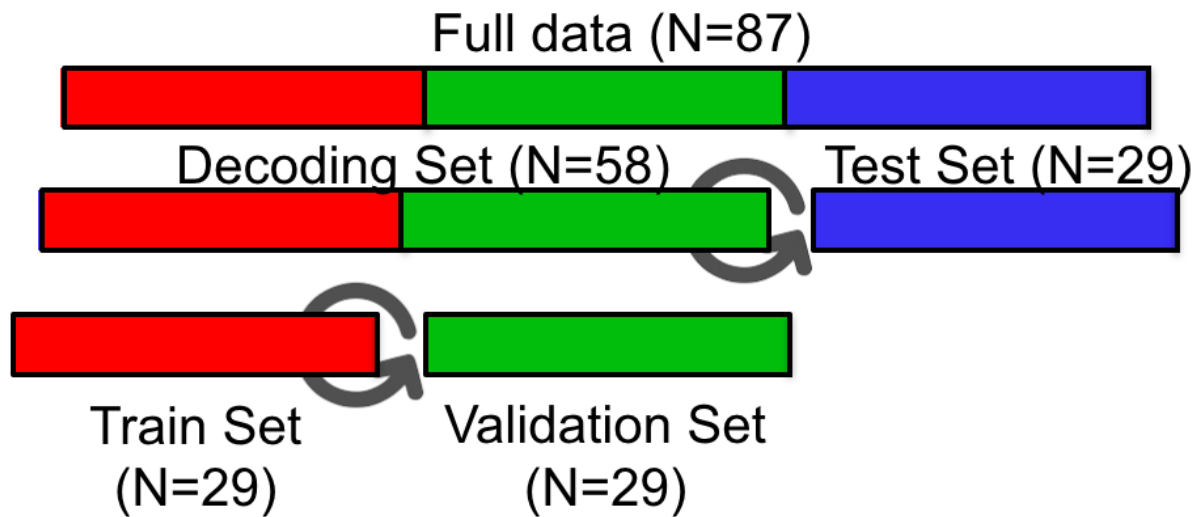 Full data (N=87)
Decoding Set (N=58)
Test Set (N=29)
Train Set
(N=29)
Validation Set
(N=29)